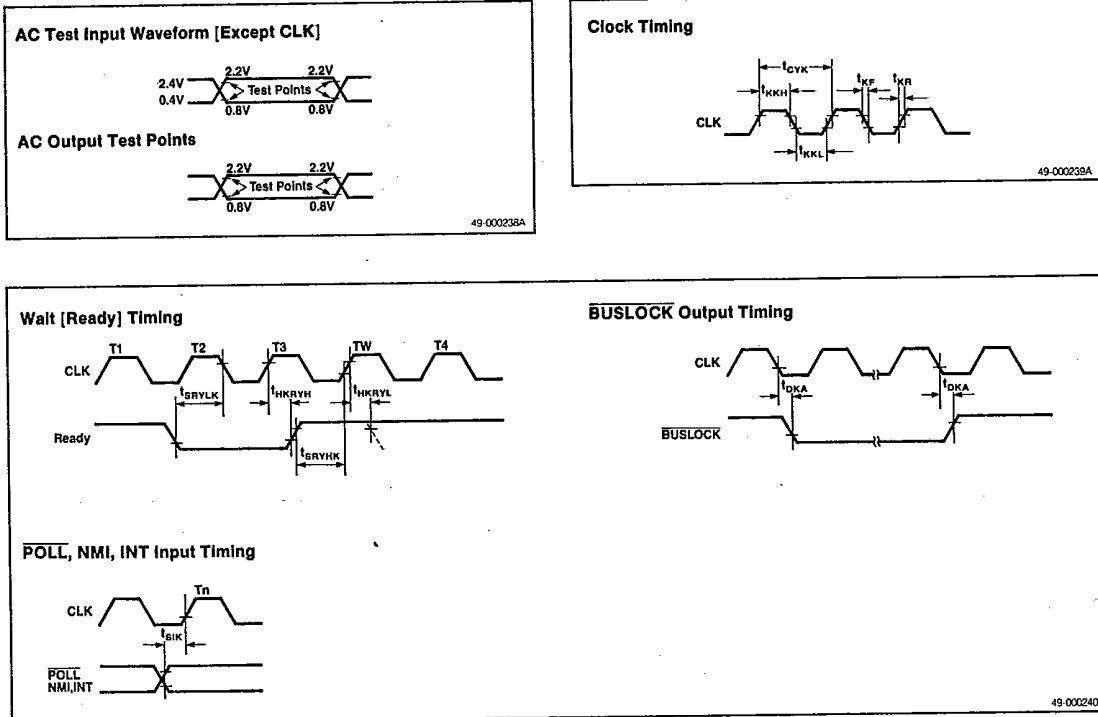 AC Test Input Waveform [Except CLK]
2.4V
0.4V
2.2V 2.2V
Test Points
0.8V 0.8V
AC Output Test Points
2.2V 2.2V
Test Points
0.8V 0.8V
49-000238A
Clock Timing
tCYK
tKKH
tKF
tKR
CLK
tKKL
49-000239A
Wait [Ready] Timing
T1 T2 T3 TW T4
CLK
tSRYLK
tHKRYH
tHKRYL
Ready
tSRYHK
BUSLOCK Output Timing
CLK
tDKA
tDKA
BUSLOCK
POLL, NMI, INT Input Timing
Tn
CLK
tSIK
POLL
NMI,INT
49-000240